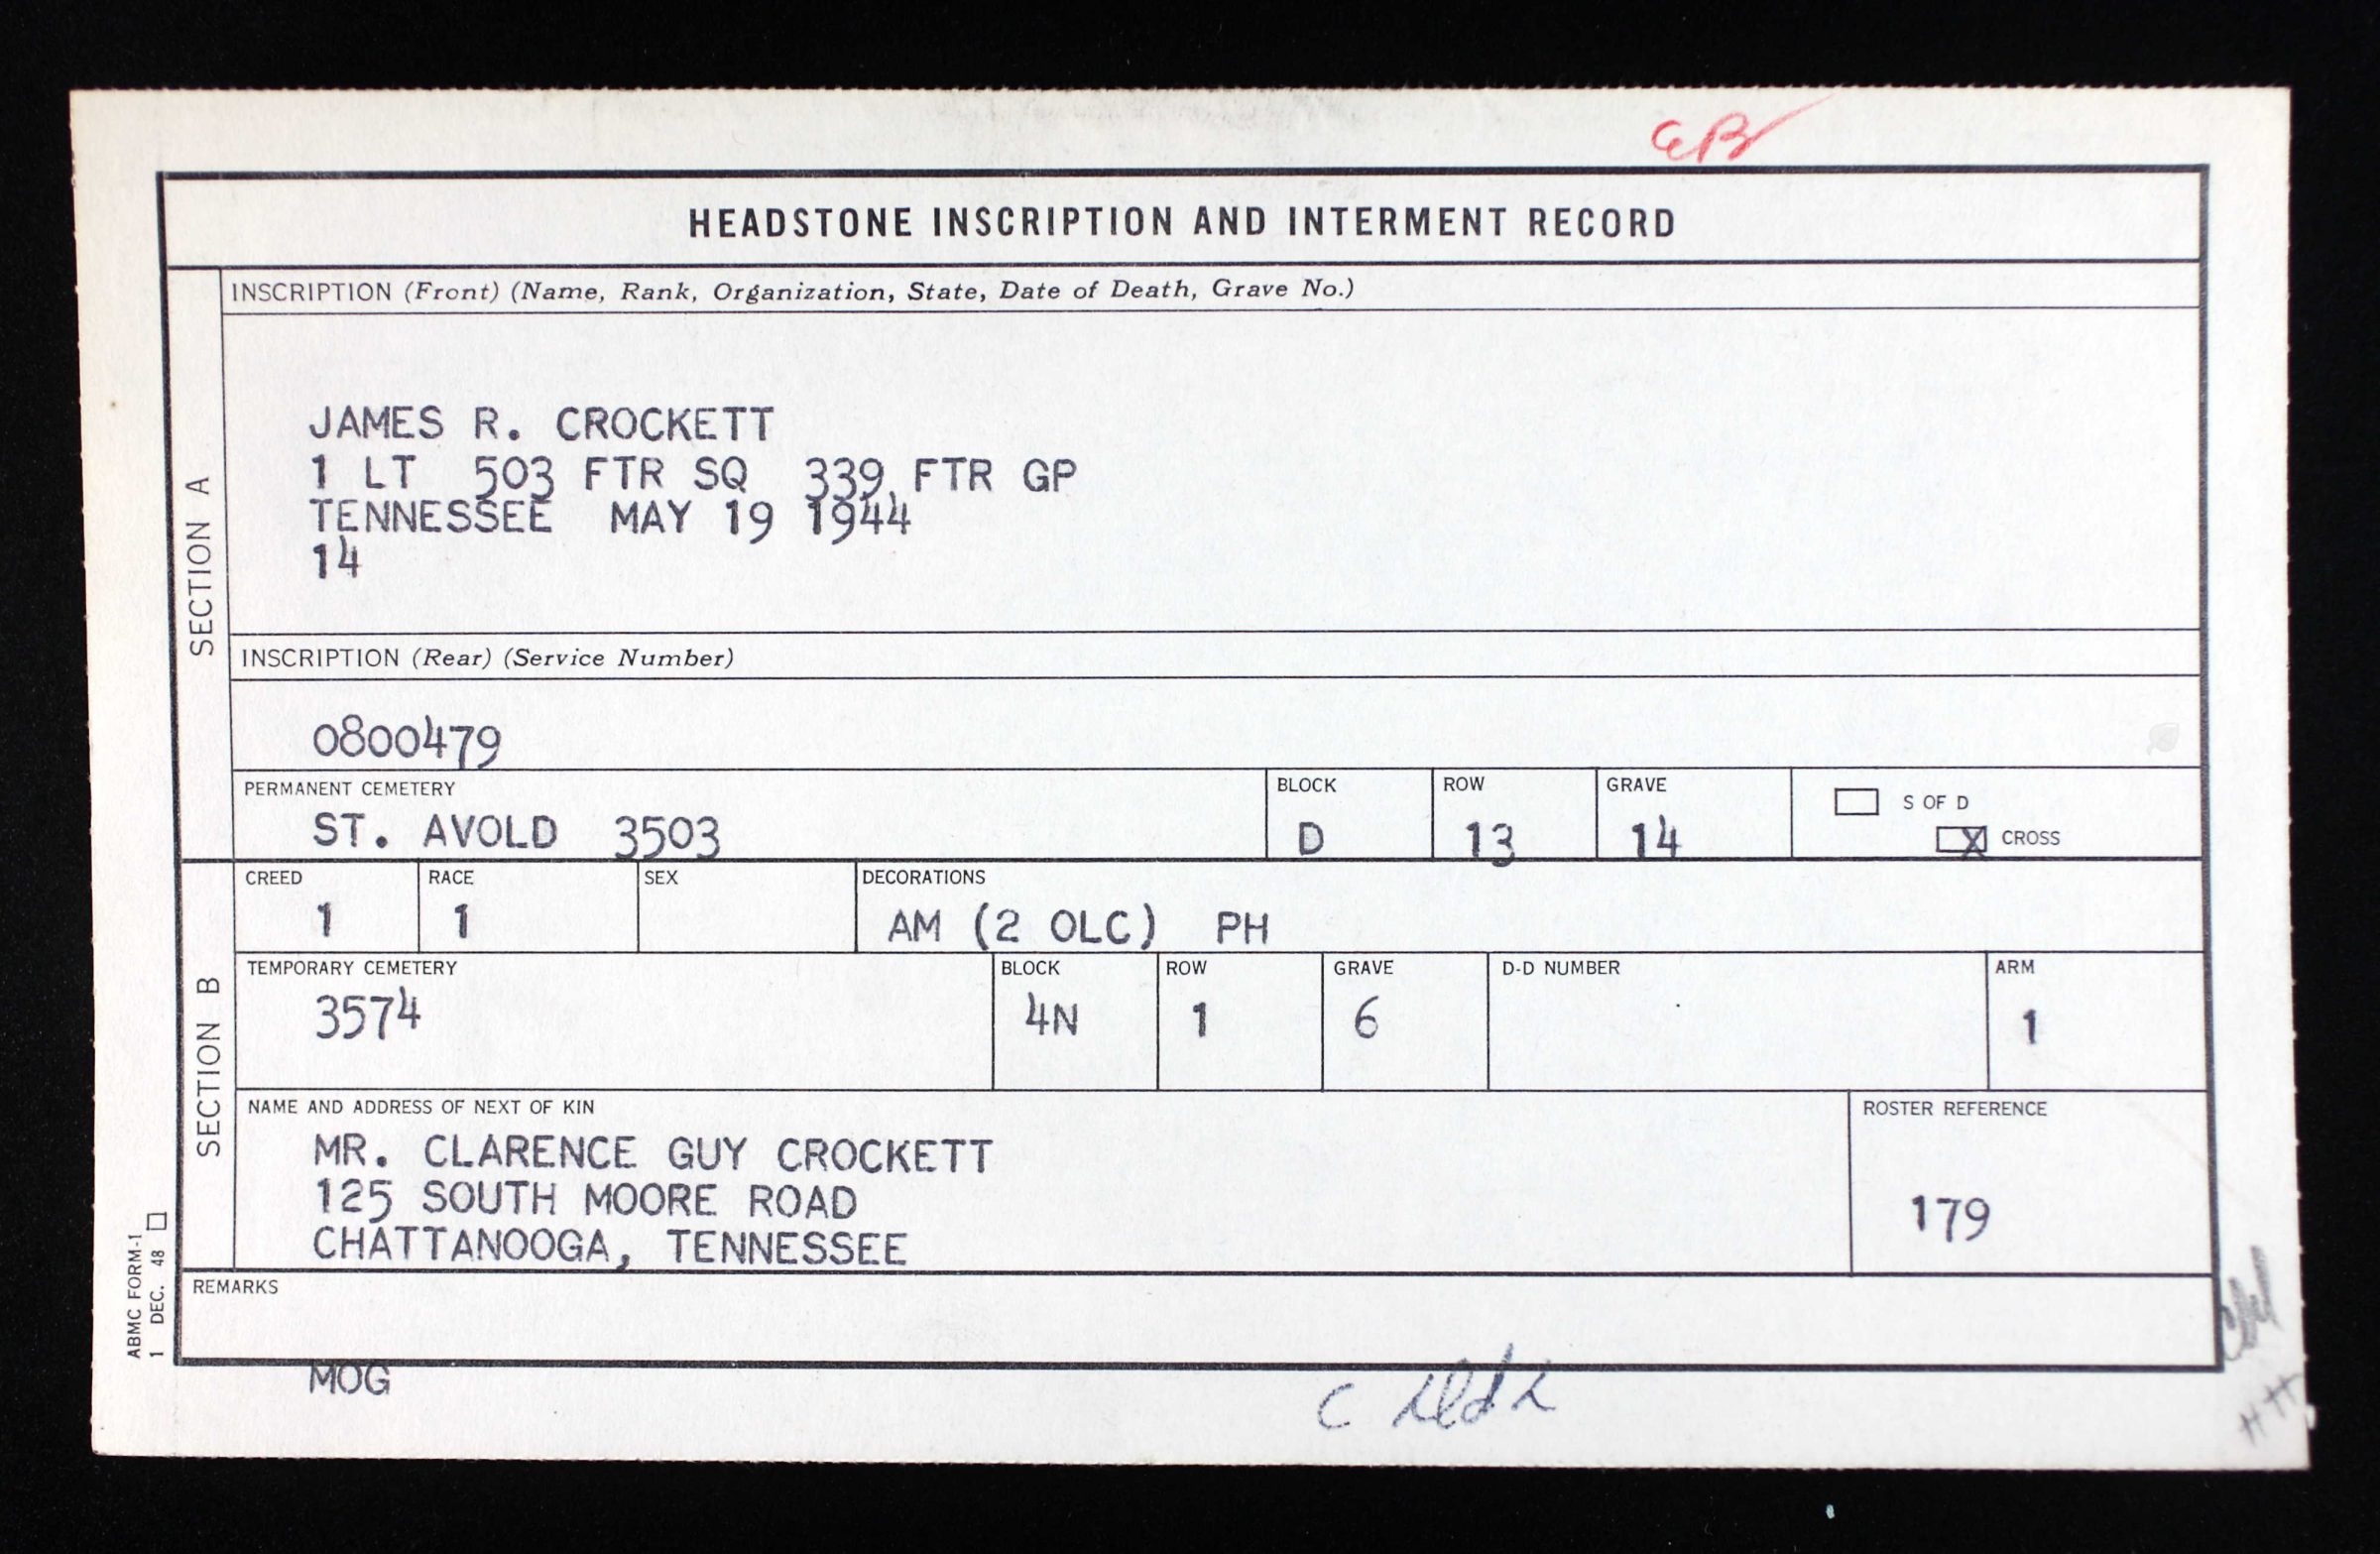 EB
HEADSTONE INSCRIPTION AND INTERMENT RECORD
SECTION A
INSCRIPTION (Front) (Name, Rank, Organization, State, Date of Death, Grave No.)
JAMES R. CROCKETT
1 LT 503 FTR SQ 339 FTR GP
TENNESSEE MAY 19 1944
14
INSCRIPTION (Rear) (Service Number)
0800479
PERMANENT CEMETERY
ST. AVOLD 3503
BLOCK
D
ROW
13
GRAVE
14
S OF D
X CROSS
SECTION B
CREED
1
RACE
1
SEX
DECORATIONS
AM (2 OLC) PH
TEMPORARY CEMETERY
3574
BLOCK
4N
ROW
1
GRAVE
6
D-D NUMBER
ARM
1
NAME AND ADDRESS OF NEXT OF KIN
MR. CLARENCE GUY CROCKETT
125 SOUTH MOORE ROAD
CHATTANOOGA, TENNESSEE
ROSTER REFERENCE
179
REMARKS
MOG
ABMC FORM-1
1 DEC. 48
HH